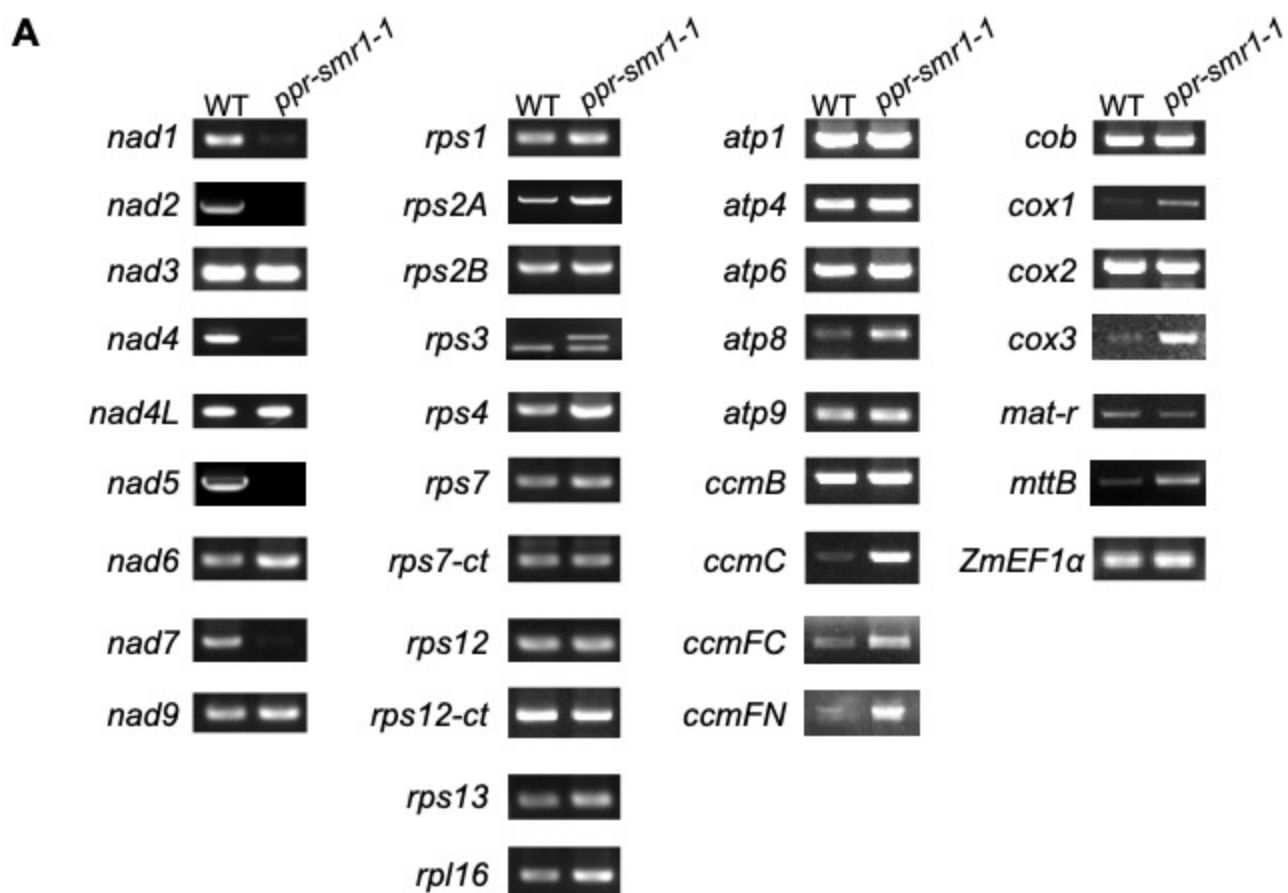 A
WT ppr-smr1-1
nad1
nad2
nad3
nad4
nad4L
nad5
nad6
nad7
nad9
WT ppr-smr1-1
rps1
rps2A
rps2B
rps3
rps4
rps7
rps7-ct
rps12
rps12-ct
rps13
rpl16
WT ppr-smr1-1
atp1
atp4
atp6
atp8
atp9
ccmB
ccmC
ccmFC
ccmFN
WT ppr-smr1-1
cob
cox1
cox2
cox3
mat-r
mttB
ZmEF1α